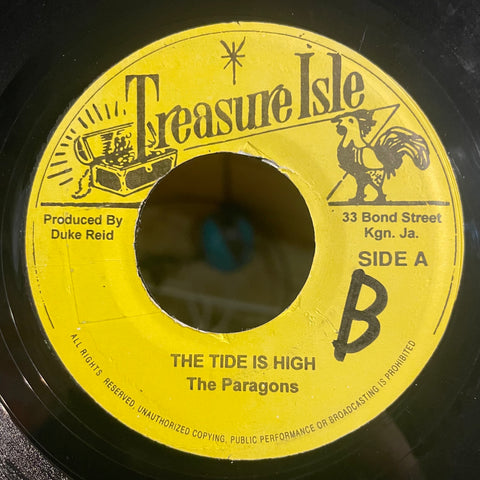 Treasure Isle
Produced By
Duke Reid
33 Bond Street
Kgn. Ja.
SIDE A
B
THE TIDE IS HIGH
The Paragons
ALL RIGHTS RESERVED, UNAUTHORIZED COPYING, PUBLIC PERFORMANCE OR BROADCASTING IS PROHIBITED